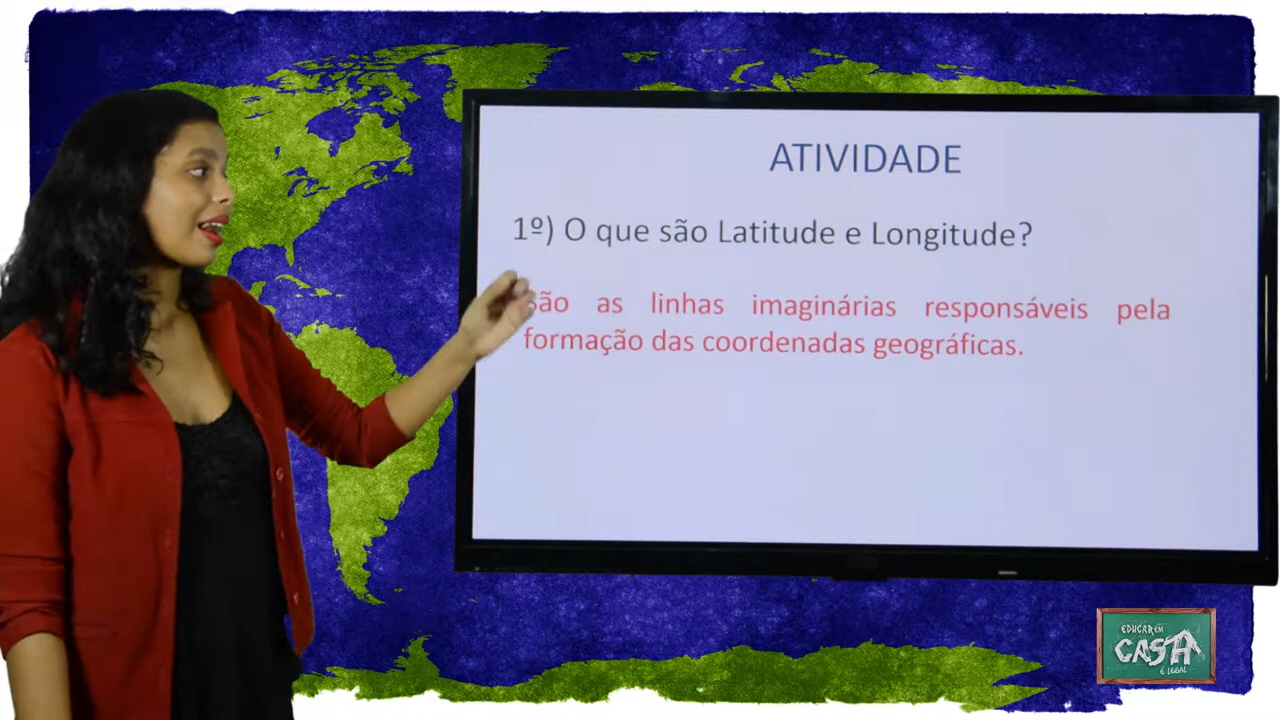 ATIVIDADE
1º) O que são Latitude e Longitude?
São as linhas imaginárias responsáveis pela
formação das coordenadas geográficas.
EDUCAR EM
CASA
É LEGAL